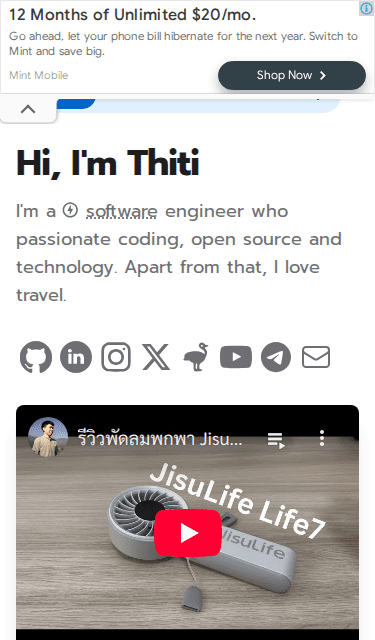 12 Months of Unlimited $20/mo.
Go ahead, let your phone bill hibernate for the next year. Switch to
Mint and save big.
Mint Mobile
Shop Now
Hi, I'm Thiti
I'm a software engineer who
passionate coding, open source and
technology. Apart from that, I love
travel.
รีวิวพัดลมพกพา Jisu...
JisuLife Life7
JisuLife